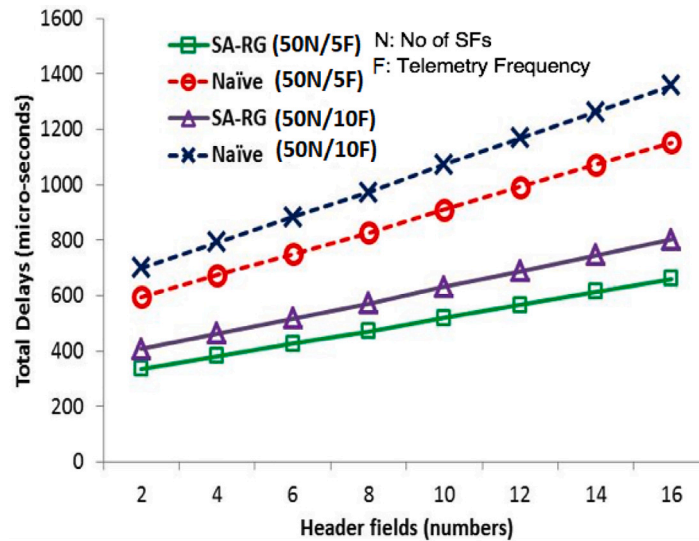 1600
1400
1200
1000
800
600
400
200
0
Total Delays (micro-seconds)
SA-RG (50N/5F)
Naïve (50N/5F)
SA-RG (50N/10F)
Naïve (50N/10F)
N: No of SFs
F: Telemetry Frequency
2 4 6 8 10 12 14 16
Header fields (numbers)